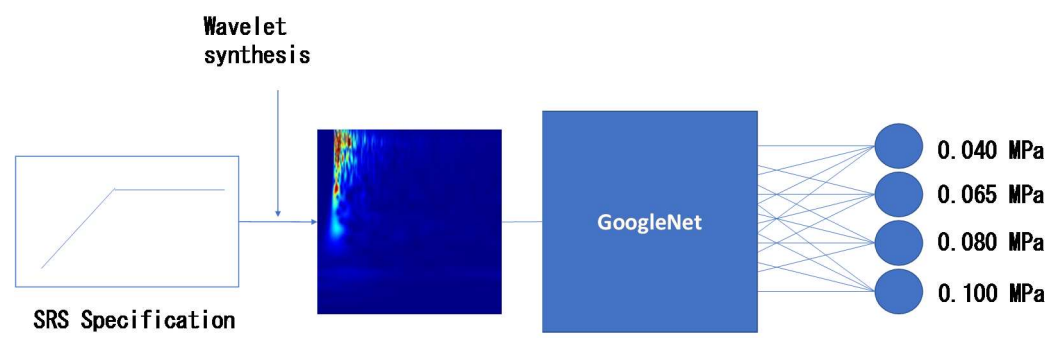 Wavelet
synthesis
SRS Specification
GoogleNet
0.040 MPa
0.065 MPa
0.080 MPa
0.100 MPa